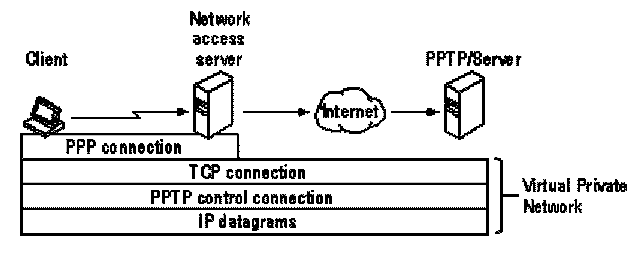 Network
access
server
Client
PPTP/Server
Internet
PPP connection
TCP connection
PPTP control connection
IP datagrams
Virtual Private
Network